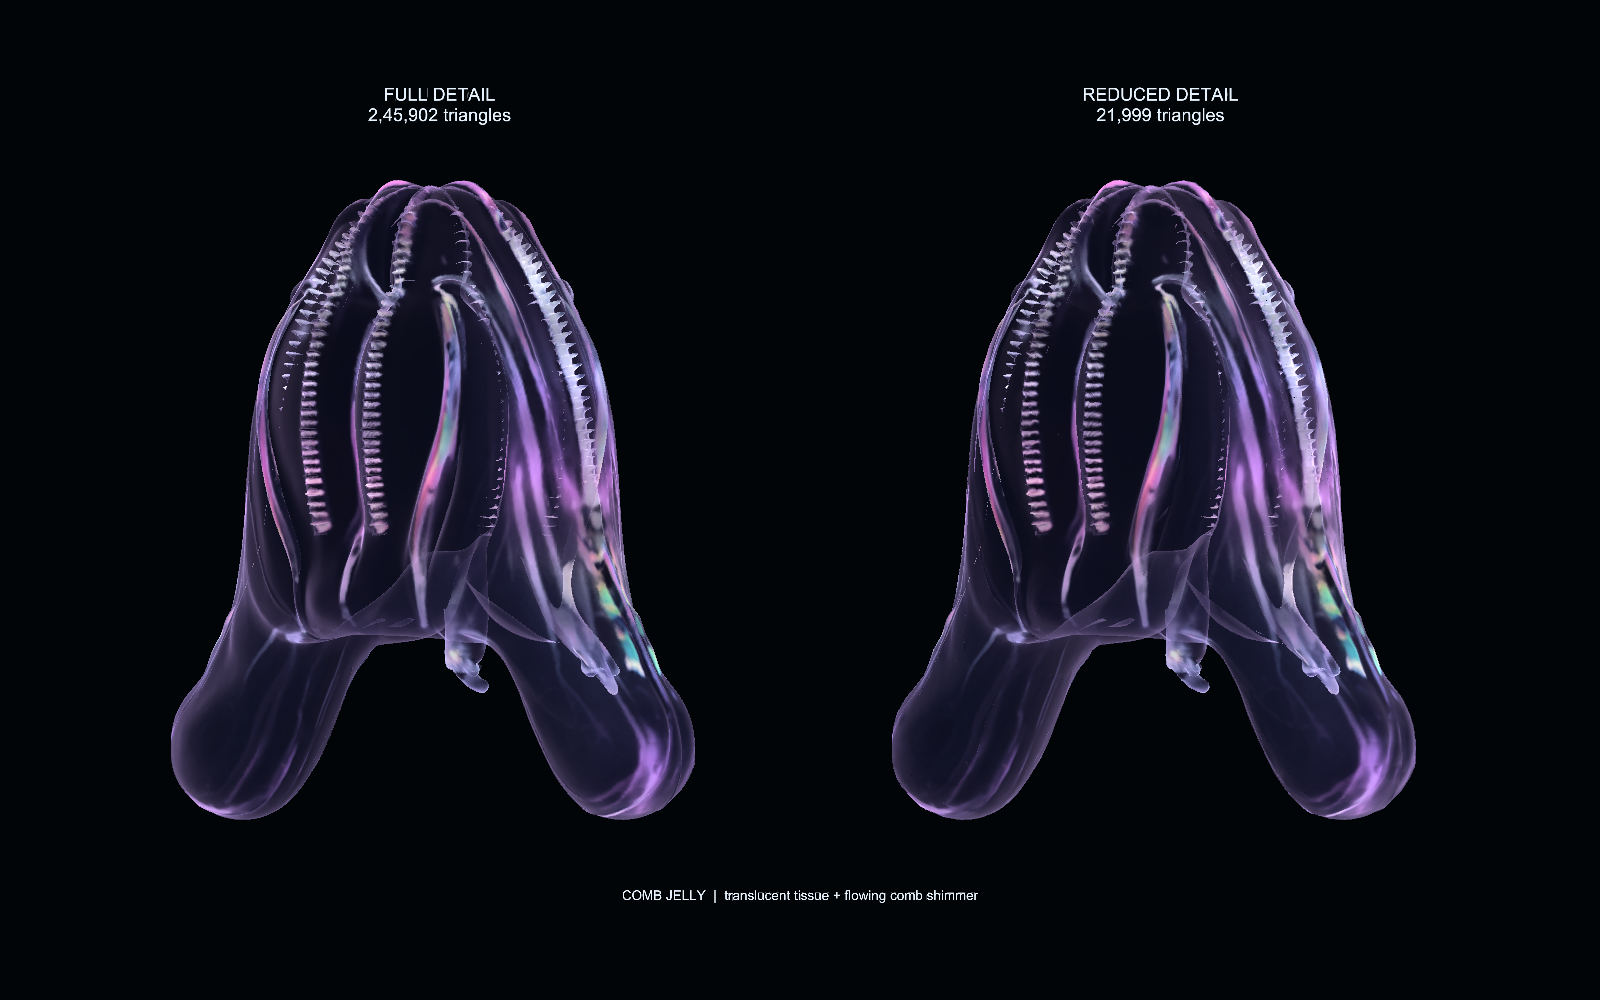 FULL DETAIL
2,45,902 triangles
REDUCED DETAIL
21,999 triangles
COMB JELLY | translucent tissue + flowing comb shimmer